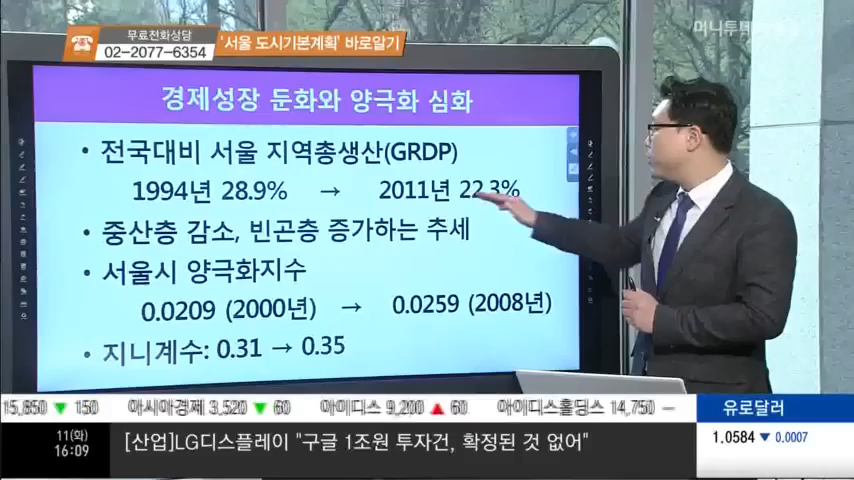 무료전화상담
02-2077-6354
'서울 도시기본계획' 바로알기
머니투데
경제성장 둔화와 양극화 심화
• 전국대비 서울 지역총생산(GRDP)
1994년 28.9% → 2011년 22.3%
• 중산층 감소, 빈곤층 증가하는 추세
• 서울시 양극화지수
0.0209 (2000년) → 0.0259 (2008년)
• 지니계수: 0.31 → 0.35
15,850 ▼ 150 아시아경제 3,520 ▼ 60 아이디스 9,200 ▲ 60 아이디스홀딩스 14,750 –
유로달러
11(화)
16:09
[산업]LG디스플레이 "구글 1조원 투자건, 확정된 것 없어"
1.0584 ▼ 0.0007